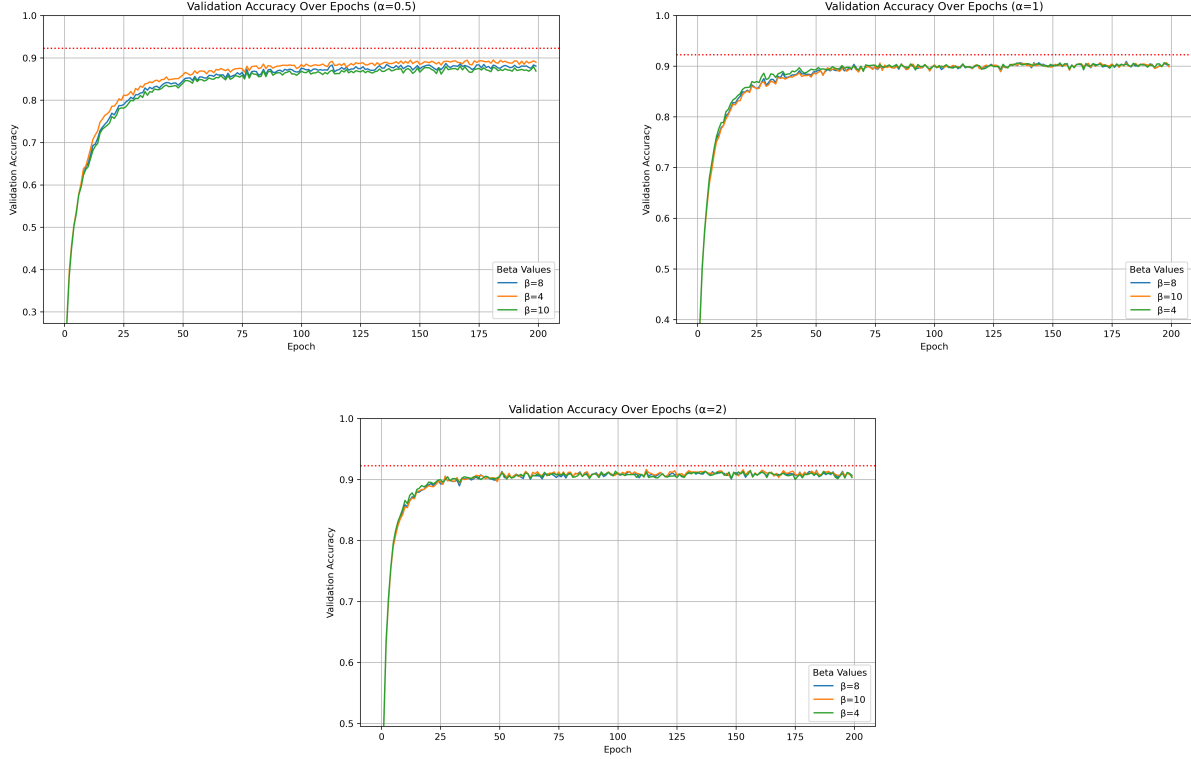 Validation Accuracy Over Epochs (α=0.5)
1.0
0.9
0.8
0.7
0.6
0.5
0.4
0.3
Validation Accuracy
0 25 50 75 100 125 150 175 200
Epoch
Beta Values
β=8
β=4
β=10
Validation Accuracy Over Epochs (α=1)
1.0
0.9
0.8
0.7
0.6
0.5
0.4
Validation Accuracy
0 25 50 75 100 125 150 175 200
Epoch
Beta Values
β=8
β=10
β=4
Validation Accuracy Over Epochs (α=2)
1.0
0.9
0.8
0.7
0.6
0.5
Validation Accuracy
0 25 50 75 100 125 150 175 200
Epoch
Beta Values
β=8
β=10
β=4